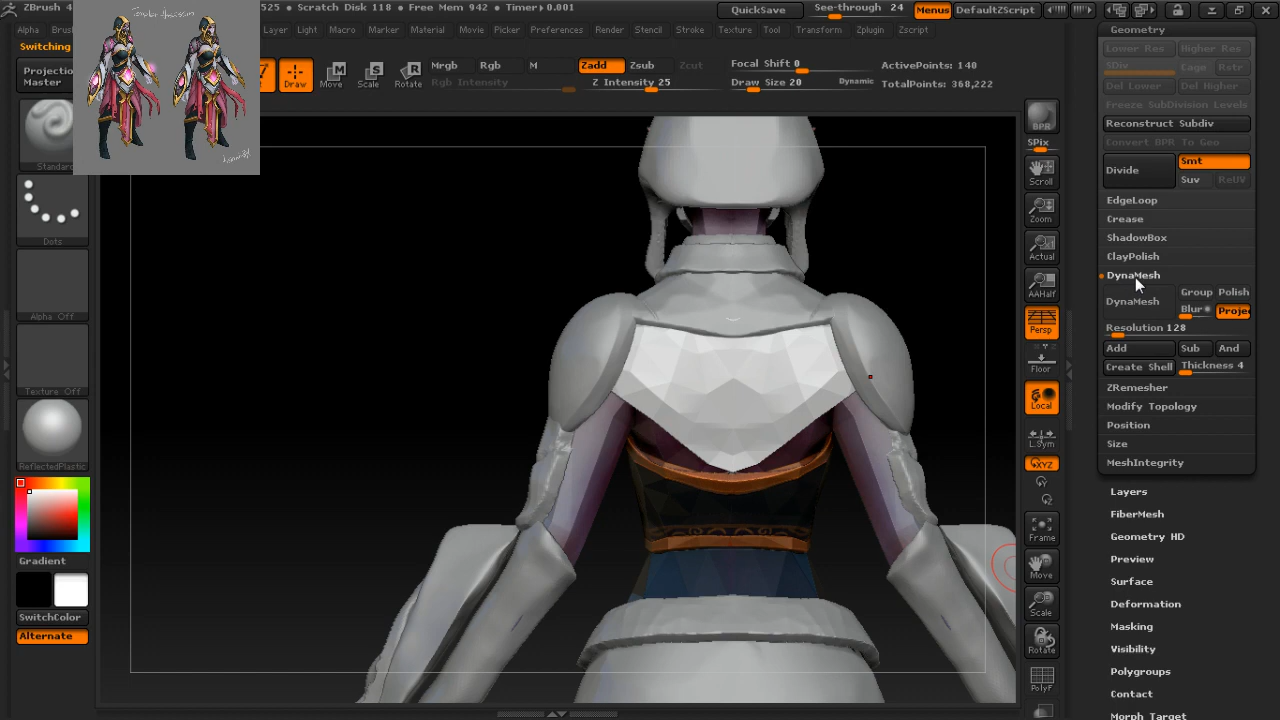 ZBrush 4
525 • Scratch Disk 118 • Free Mem 942 • Timer▸0.001
QuickSave
See-through 24
Menus
DefaultZScript
Alpha
Brus
Layer
Light
Macro
Marker
Material
Movie
Picker
Preferences
Render
Stencil
Stroke
Texture
Tool
Transform
Zplugin
Zscript
Switching
Projectio
Master
Draw
Move
Scale
Rotate
Mrgb
Rgb
M
Rgb Intensity
Zadd
Zsub
Zcut
Z Intensity 25
Focal Shift 0
Draw Size 20
Dynamic
ActivePoints: 140
TotalPoints: 368,222
Standard
Dots
Alpha Off
Texture Off
ReflectedPlastic
Gradient
SwitchColor
Alternate
BPR
SPix
Scroll
Zoom
Actual
AAHalf
Persp
Floor
Local
L.Sym
XYZ
Frame
Move
Scale
Rotate
PolyF
Geometry
Lower Res
Higher Res
SDiv
Cage
Rstr
Del Lower
Del Higher
Freeze SubDivision Levels
Reconstruct Subdiv
Convert BPR To Geo
Divide
Smt
Suv
ReUV
EdgeLoop
Crease
ShadowBox
ClayPolish
DynaMesh
DynaMesh
Group
Polish
Blur
Projec
Resolution 128
Add
Sub
And
Create Shell
Thickness 4
ZRemesher
Modify Topology
Position
Size
MeshIntegrity
Layers
FiberMesh
Geometry HD
Preview
Surface
Deformation
Masking
Visibility
Polygroups
Contact
Morph Target